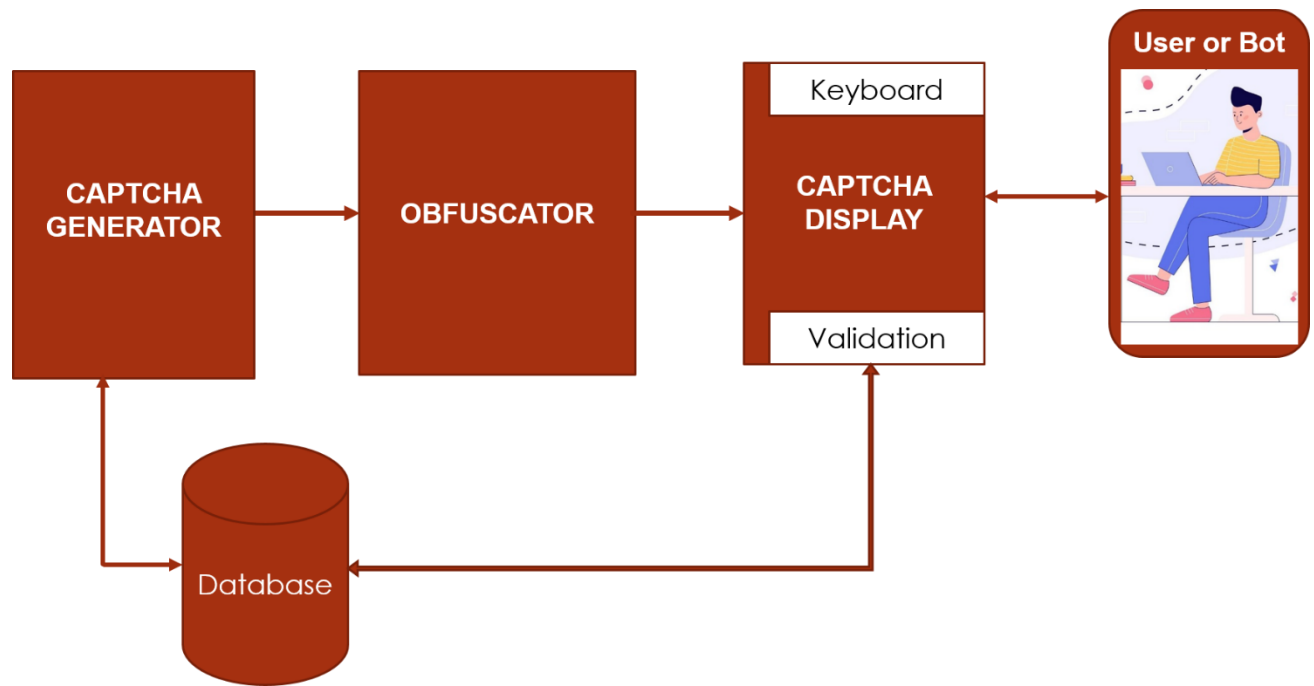 User or Bot
Keyboard
CAPTCHA
GENERATOR
OBFUSCATOR
CAPTCHA
DISPLAY
Validation
Database